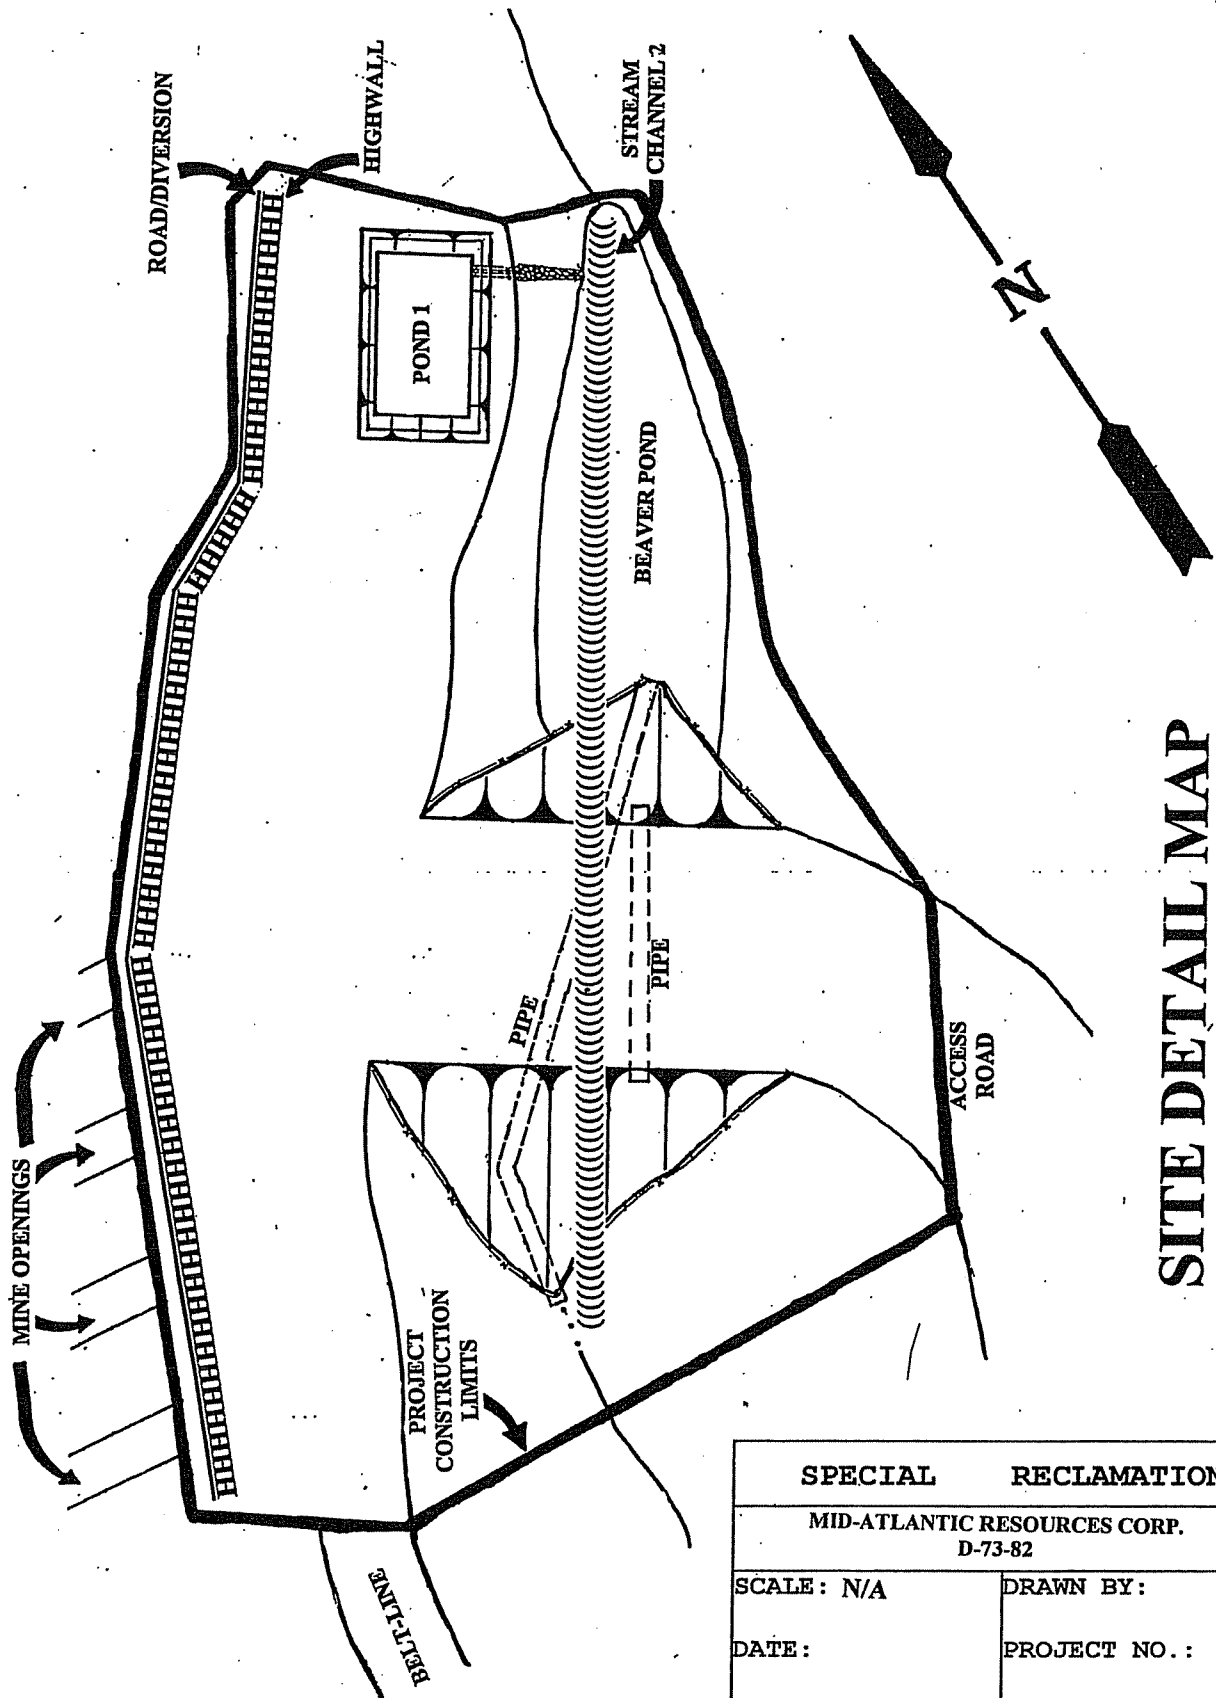 ROAD/DIVERSION
HIGHWALL
STREAM
CHANNEL 2
POND 1
N
BEAVER POND
MINE OPENINGS
PIPE
PIPE
ACCESS
ROAD
PROJECT
CONSTRUCTION
LIMITS
BELT-LINE
SITE DETAIL MAP
SPECIAL RECLAMATION
MID-ATLANTIC RESOURCES CORP.
D-73-82
SCALE: N/A
DRAWN BY:
DATE:
PROJECT NO.: